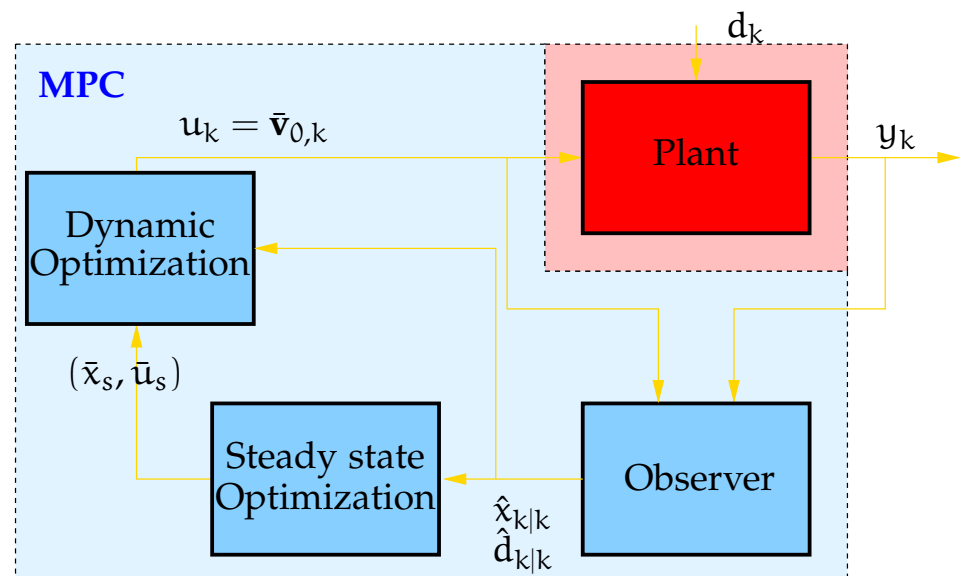 d_k
MPC
u_k = v̄_{0,k}
Plant
y_k
Dynamic
Optimization
(x̄_s, ū_s)
Steady state
Optimization
Observer
x̂_{k|k}
d̂_{k|k}